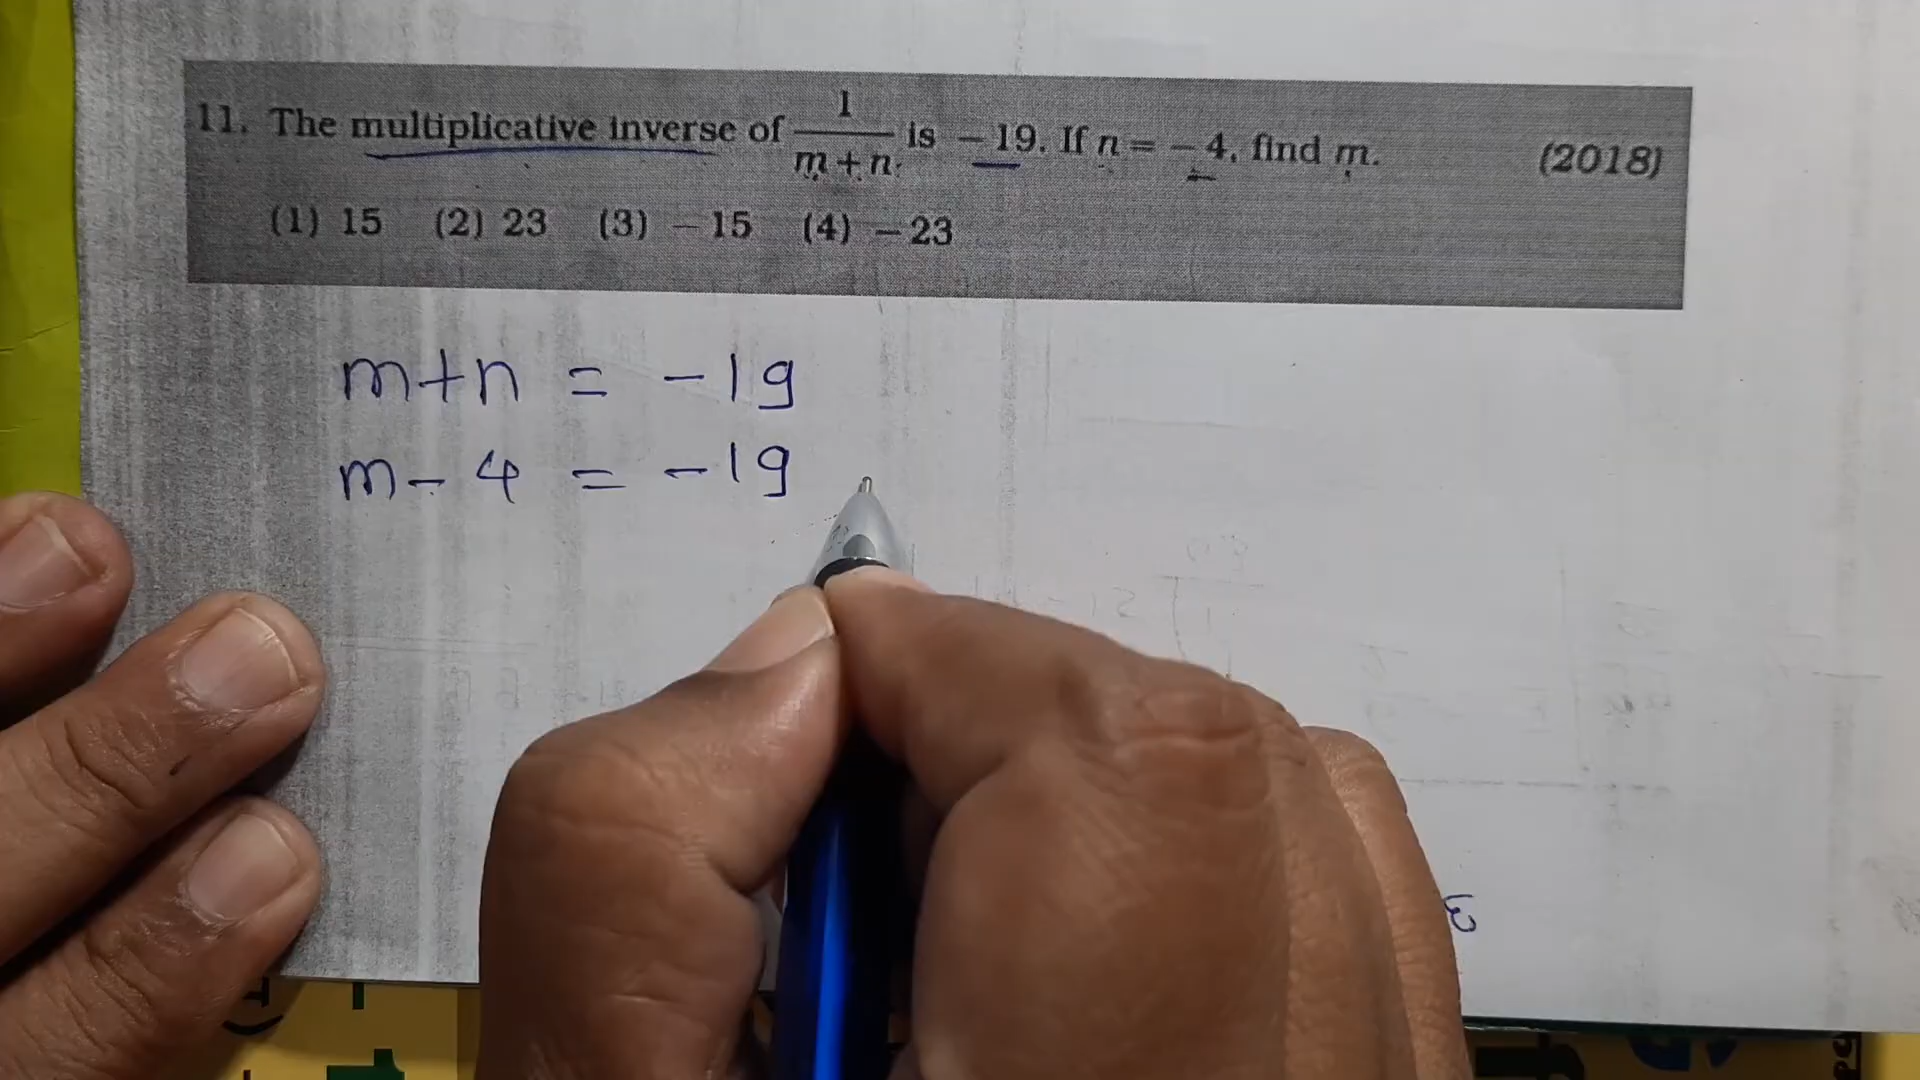 11. The multiplicative inverse of 1/(m + n) is – 19. If n = – 4, find m. (2018)
(1) 15 (2) 23 (3) – 15 (4) – 23
m+n = -19
m-4 = -19